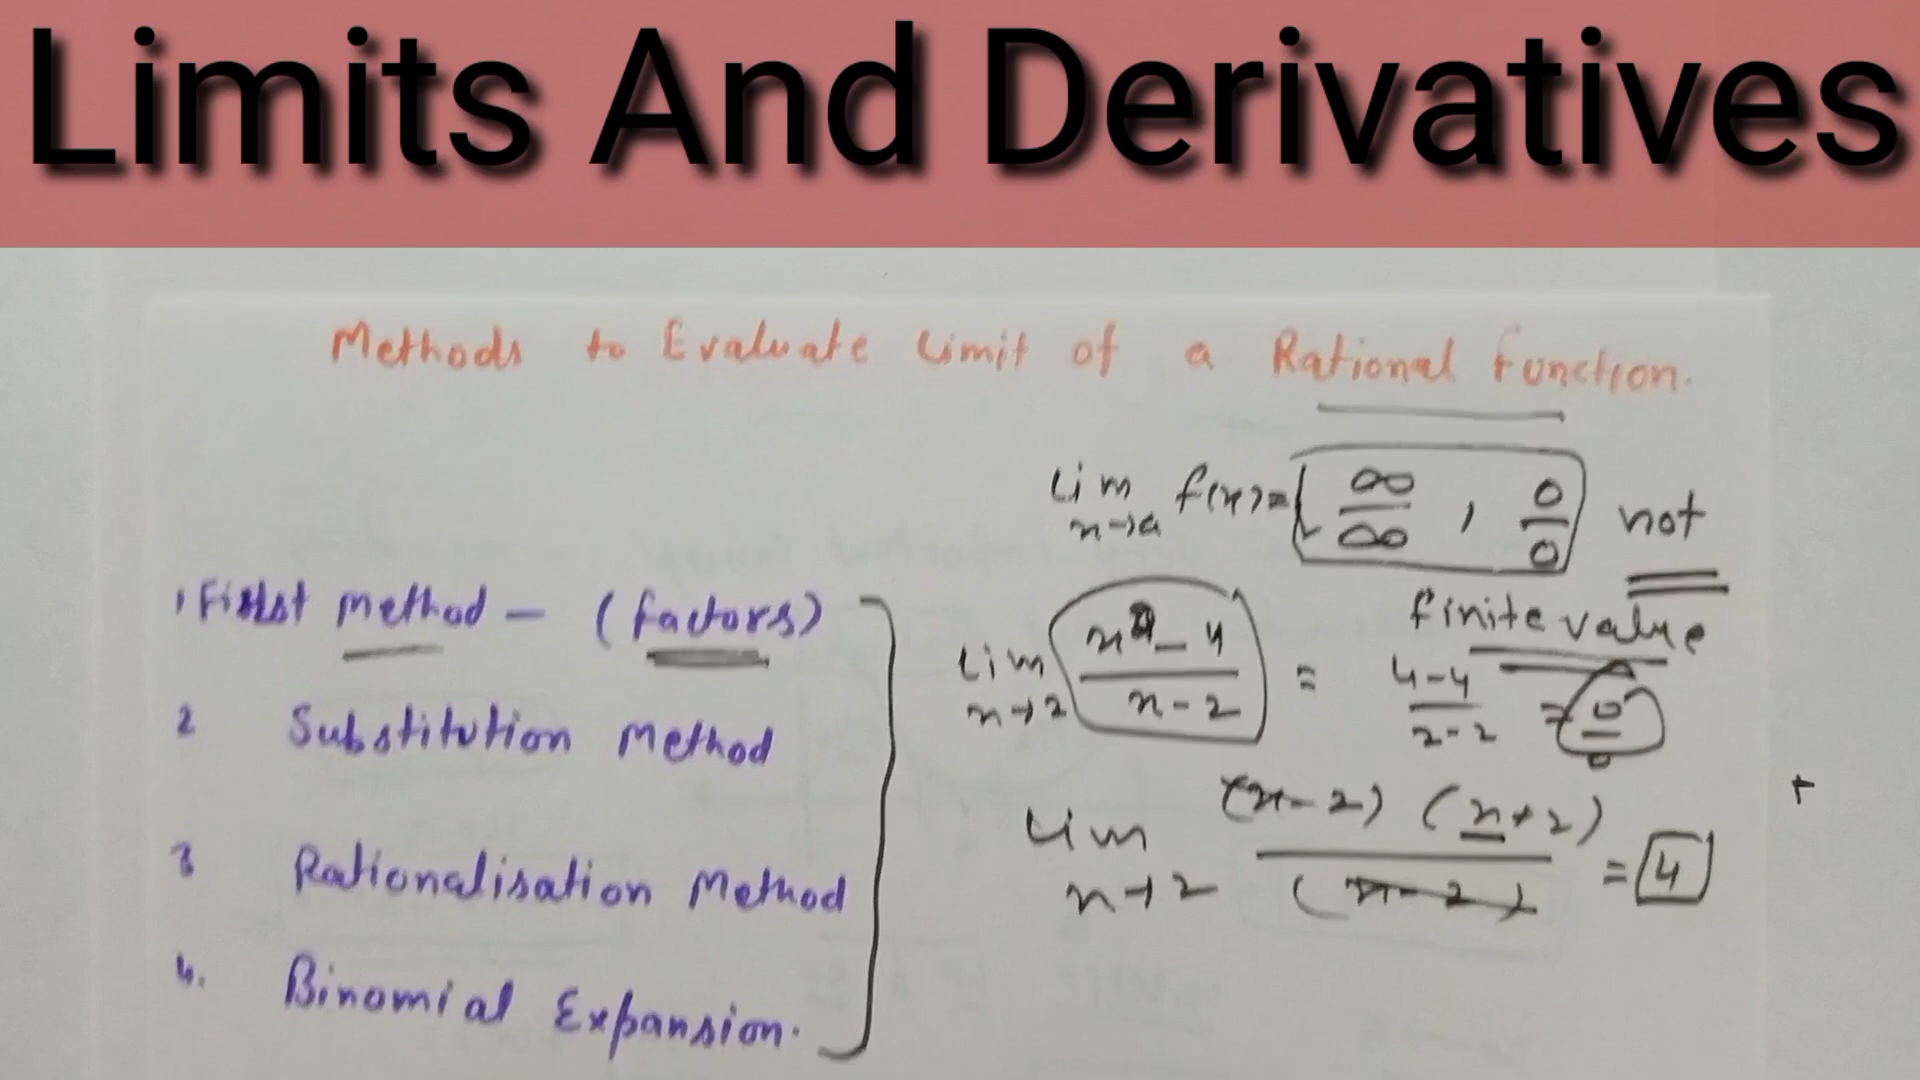 Limits And Derivatives
Methods to Evaluate Limit of a Rational Function.
lim x→a f(x) = [ ∞/∞ , 0/0 ] not
finite value
1 First method – (factors)
lim x→2 x²-4 / x-2 = 4-4 / 2-2 = 0/0
2 Substitution Method
lim x→2 (x-2) (x+2) / (x-2) = 4
3 Rationalisation Method
4. Binomial Expansion.